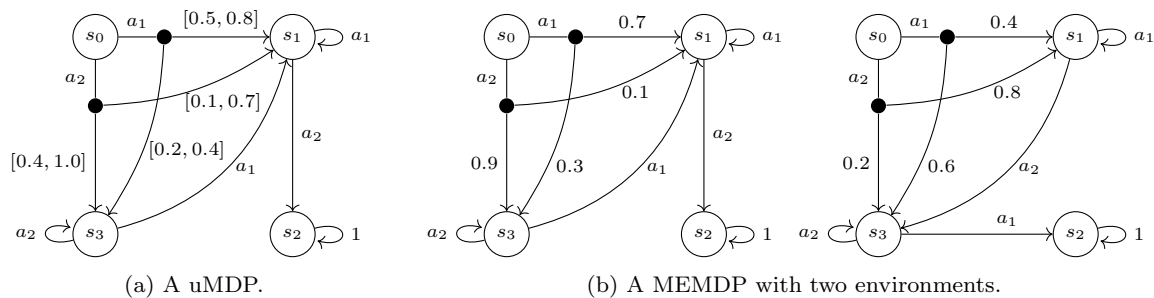 s₀ a₁ [0.5, 0.8] s₁ a₁
a₂
[0.1, 0.7]
a₂
[0.4, 1.0] [0.2, 0.4] a₁
a₂ s₃ s₂ 1
(a) A uMDP.
s₀ a₁ 0.7 s₁ a₁
a₂
0.1
a₂
0.9 0.3 a₁
a₂ s₃ s₂ 1
s₀ a₁ 0.4 s₁ a₁
a₂
0.8
a₂
0.2 0.6
a₁
a₂ s₃ s₂ 1
(b) A MEMDP with two environments.